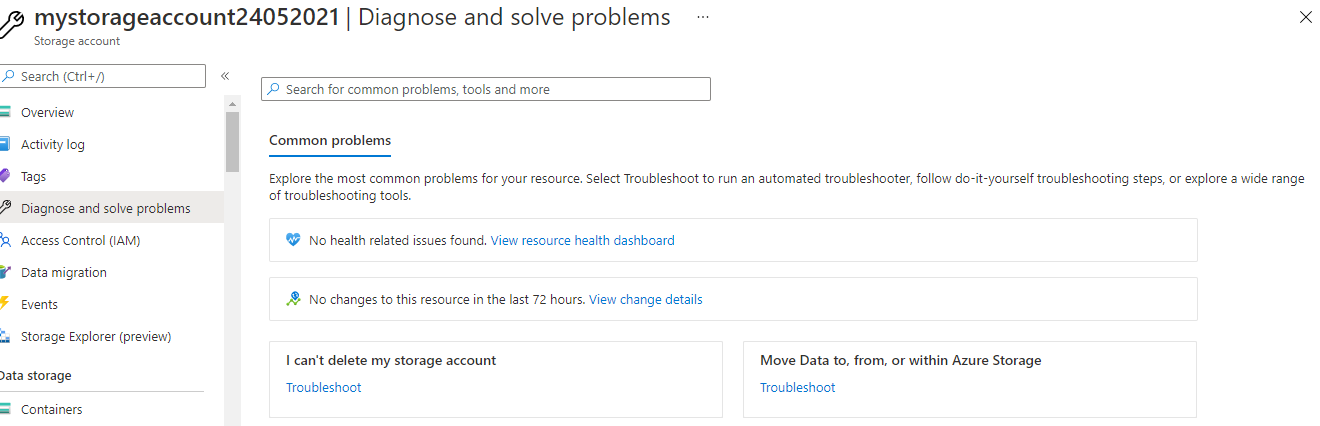 mystorageaccount24052021 | Diagnose and solve problems ...
Storage account
Search (Ctrl+/)
«
Overview
Activity log
Tags
Diagnose and solve problems
Access Control (IAM)
Data migration
Events
Storage Explorer (preview)
Data storage
Containers
Search for common problems, tools and more
Common problems
Explore the most common problems for your resource. Select Troubleshoot to run an automated troubleshooter, follow do-it-yourself troubleshooting steps, or explore a wide range
of troubleshooting tools.
No health related issues found. View resource health dashboard
No changes to this resource in the last 72 hours. View change details
I can't delete my storage account
Troubleshoot
Move Data to, from, or within Azure Storage
Troubleshoot